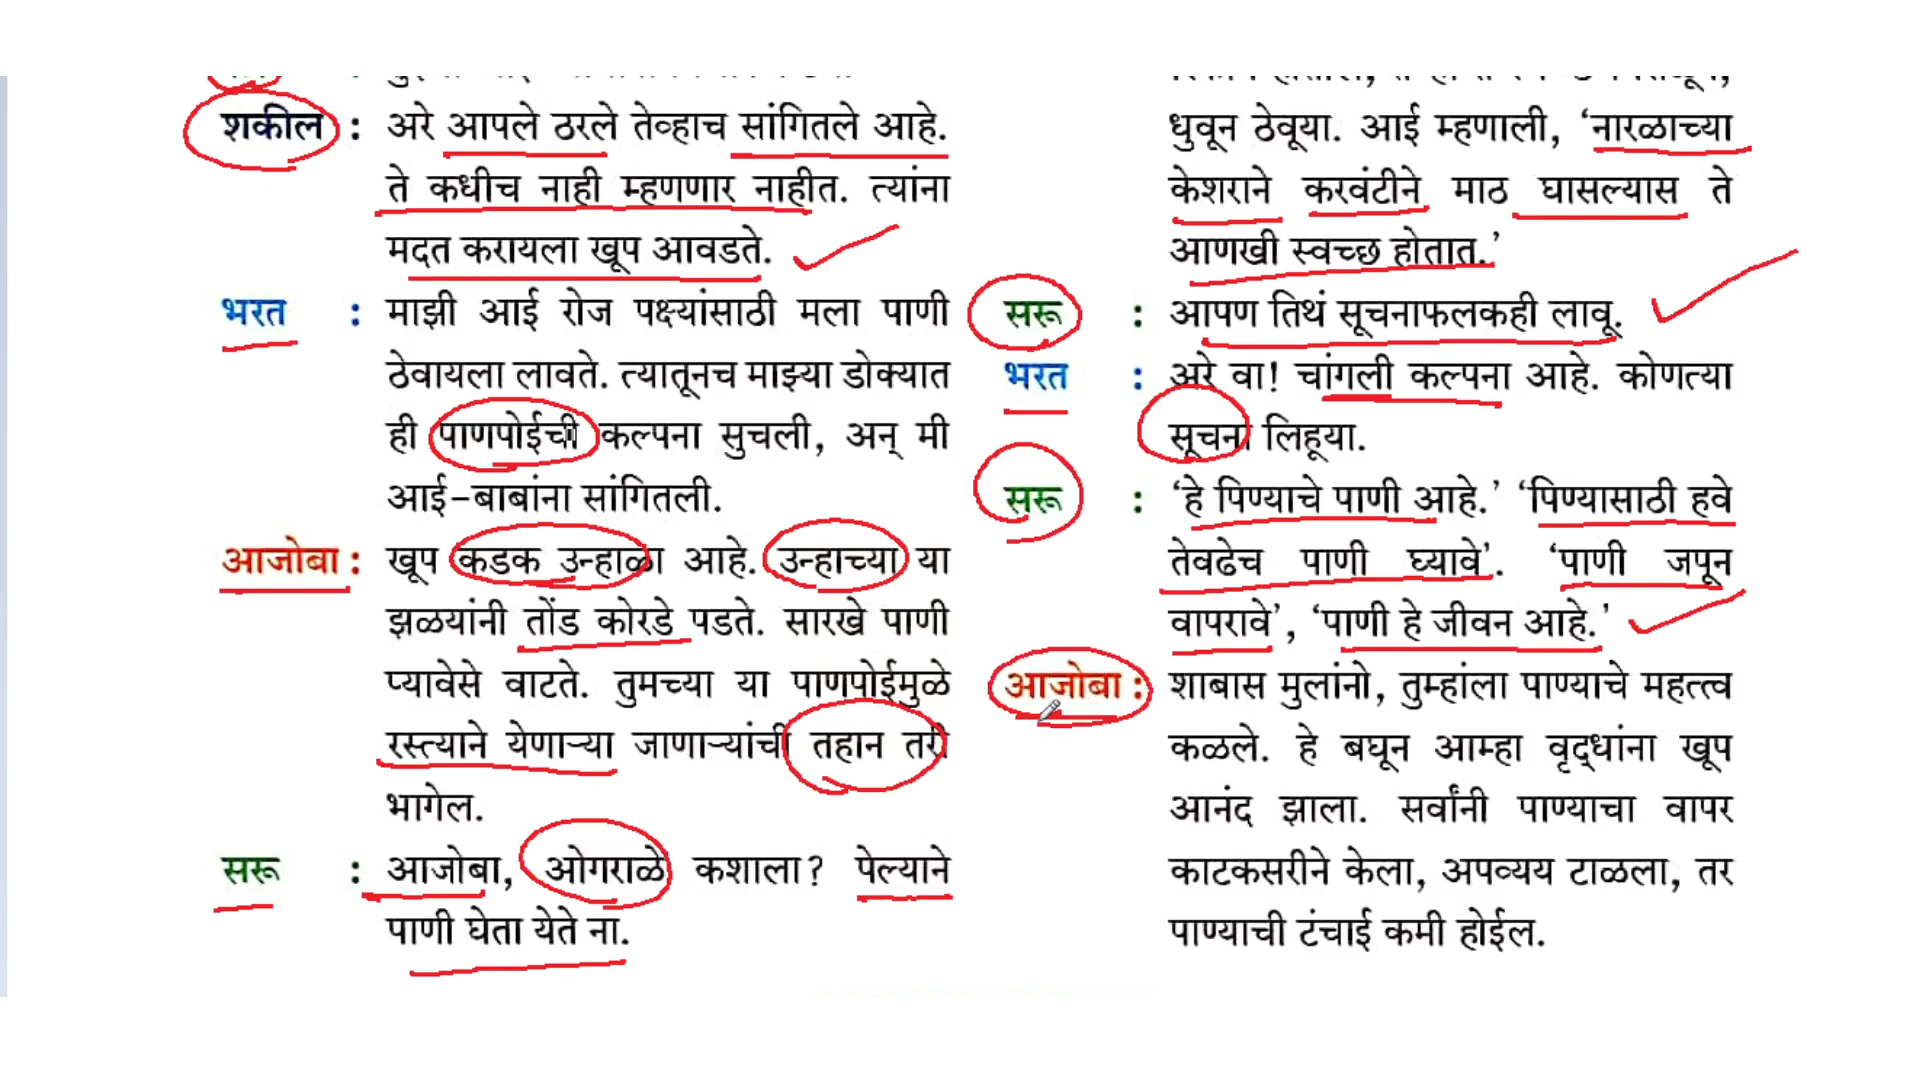 शकील : अरे आपले ठरले तेव्हाच सांगितले आहे.
ते कधीच नाही म्हणणार नाहीत. त्यांना
मदत करायला खूप आवडते.
भरत : माझी आई रोज पक्ष्यांसाठी मला पाणी
ठेवायला लावते. त्यातूनच माझ्या डोक्यात
ही पाणपोईची कल्पना सुचली, अन् मी
आई-बाबांना सांगितली.
आजोबा : खूप कडक उन्हाळा आहे. उन्हाच्या या
झळयांनी तोंड कोरडे पडते. सारखे पाणी
प्यावेसे वाटते. तुमच्या या पाणपोईमुळे
रस्त्याने येणाऱ्या जाणाऱ्यांची तहान तरी
भागेल.
सरू : आजोबा, ओगराळे कशाला? पेल्याने
पाणी घेता येते ना.
धुवून ठेवूया. आई म्हणाली, ‘नारळाच्या
केशराने करवंटीने माठ घासल्यास ते
आणखी स्वच्छ होतात.’
सरू : आपण तिथं सूचनाफलकही लावू.
भरत : अरे वा! चांगली कल्पना आहे. कोणत्या
सूचना लिहूया.
सरू : ‘हे पिण्याचे पाणी आहे.’ ‘पिण्यासाठी हवे
तेवढेच पाणी घ्यावे’. ‘पाणी जपून
वापरावे’, ‘पाणी हे जीवन आहे.’
आजोबा : शाबास मुलांनो, तुम्हांला पाण्याचे महत्त्व
कळले. हे बघून आम्हा वृद्धांना खूप
आनंद झाला. सर्वांनी पाण्याचा वापर
काटकसरीने केला, अपव्यय टाळला, तर
पाण्याची टंचाई कमी होईल.